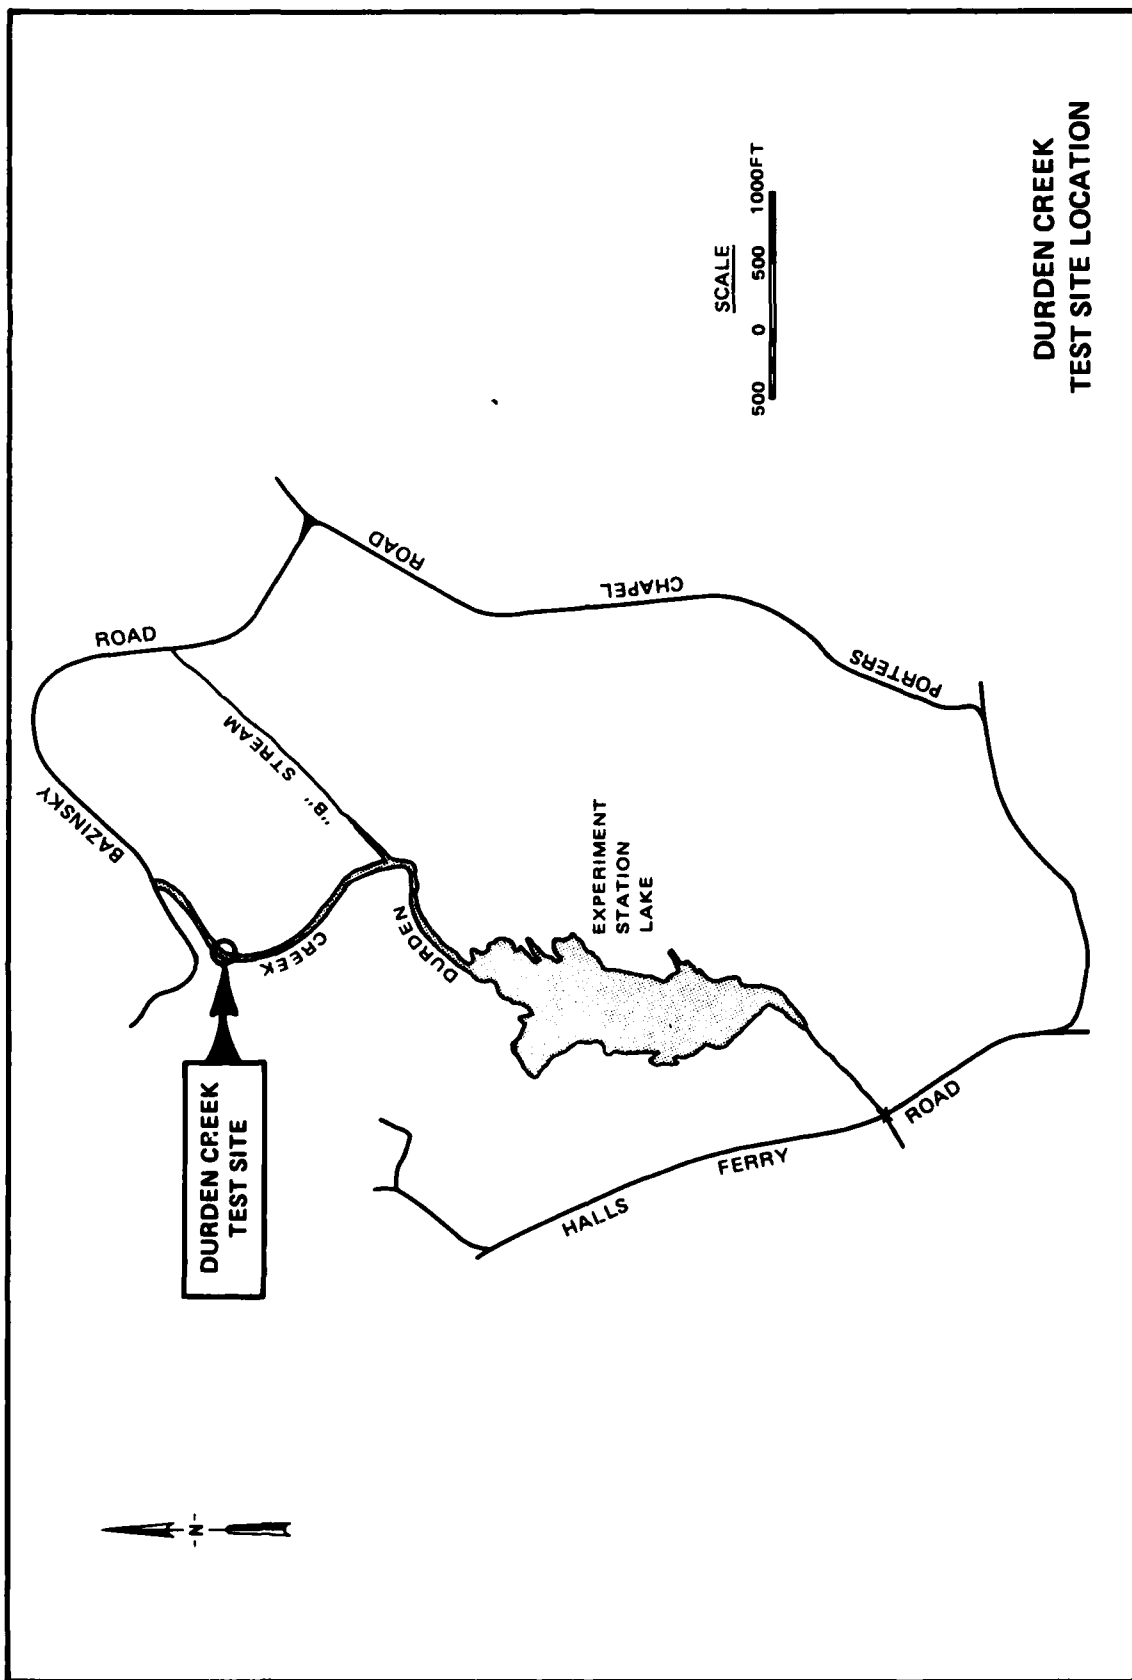 DURDEN CREEK
TEST SITE
BAZINSKY
ROAD
STREAM "B"
CREEK
DURDEN
EXPERIMENT
STATION
LAKE
HALLS
FERRY
ROAD
PORTERS
CHAPEL
ROAD
-N-
SCALE
500 0 500 1000FT
DURDEN CREEK
TEST SITE LOCATION